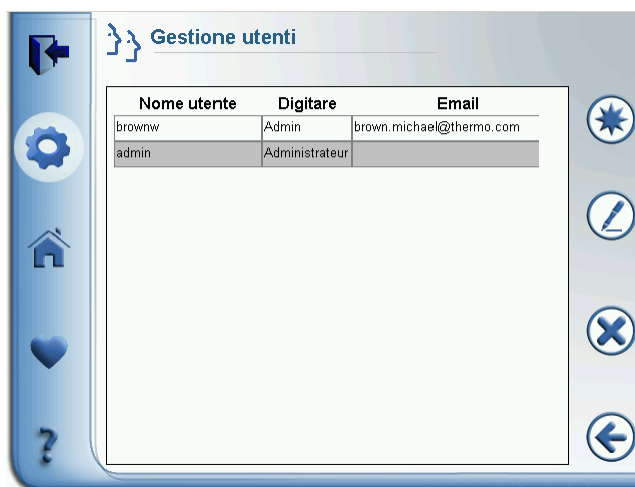 Gestione utenti
Nome utente Digitare Email
brownw Admin brown.michael@thermo.com
admin Administrateur
?